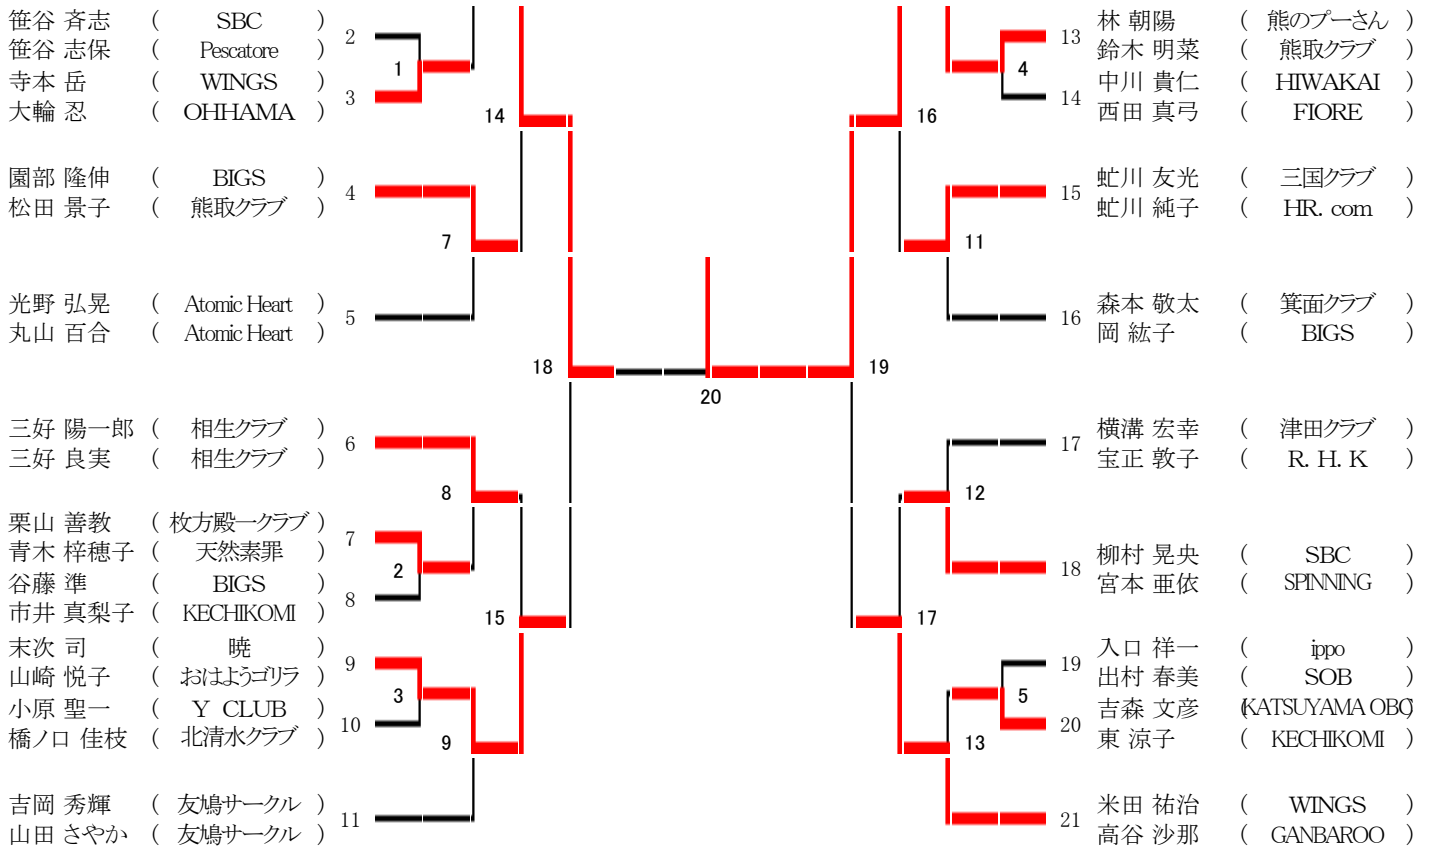 笹谷 斉志 ( SBC )
笹谷 志保 ( Pescatore )
2
寺本 岳 ( WINGS )
大輪 忍 ( OHHAMA )
3
1
14
園部 隆伸 ( BIGS )
松田 景子 ( 熊取クラブ )
4
7
光野 弘晃 ( Atomic Heart )
丸山 百合 ( Atomic Heart )
5
18
三好 陽一郎 ( 相生クラブ )
三好 良実 ( 相生クラブ )
6
8
栗山 善教 ( 枚方殿一クラブ )
青木 梓穂子 ( 天然素罪 )
7
2
谷藤 準 ( BIGS )
市井 真梨子 ( KECHIKOMI )
8
15
末次 司 ( 暁 )
山崎 悦子 ( おはようゴリラ )
9
3
小原 聖一 ( Y CLUB )
橋ノ口 佳枝 ( 北清水クラブ )
10
9
吉岡 秀輝 ( 友鳩サークル )
山田 さやか ( 友鳩サークル )
11
20
林 朝陽 ( 熊のプーさん )
鈴木 明菜 ( 熊取クラブ )
13
4
中川 貴仁 ( HIWAKAI )
西田 真弓 ( FIORE )
14
16
虻川 友光 ( 三国クラブ )
虻川 純子 ( HR. com )
15
11
森本 敬太 ( 箕面クラブ )
岡 紘子 ( BIGS )
16
19
横溝 宏幸 ( 津田クラブ )
宝正 敦子 ( R. H. K )
17
12
柳村 晃央 ( SBC )
宮本 亜依 ( SPINNING )
18
17
入口 祥一 ( ippo )
出村 春美 ( SOB )
19
5
吉森 文彦 (KATSUYAMA OBC)
東 涼子 ( KECHIKOMI )
20
13
米田 祐治 ( WINGS )
高谷 沙那 ( GANBAROO )
21